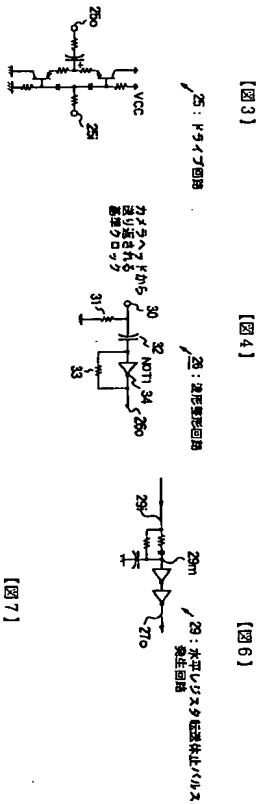 【図3】
25：ドライブ回路
VCC
25o
25i
【図4】
26：波形整形回路
カメラヘッドから
送り返される
基準クロック
30
31
32
NOT1
34
33
26o
【図6】
29：水平レジスタ転送休止パルス
発生回路
29i
29m
27o
【図7】